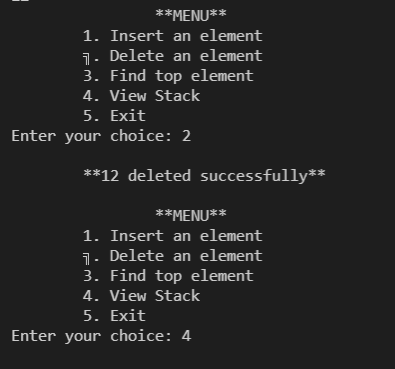 **MENU**
1. Insert an element
╗. Delete an element
3. Find top element
4. View Stack
5. Exit
Enter your choice: 2
**12 deleted successfully**
**MENU**
1. Insert an element
╗. Delete an element
3. Find top element
4. View Stack
5. Exit
Enter your choice: 4